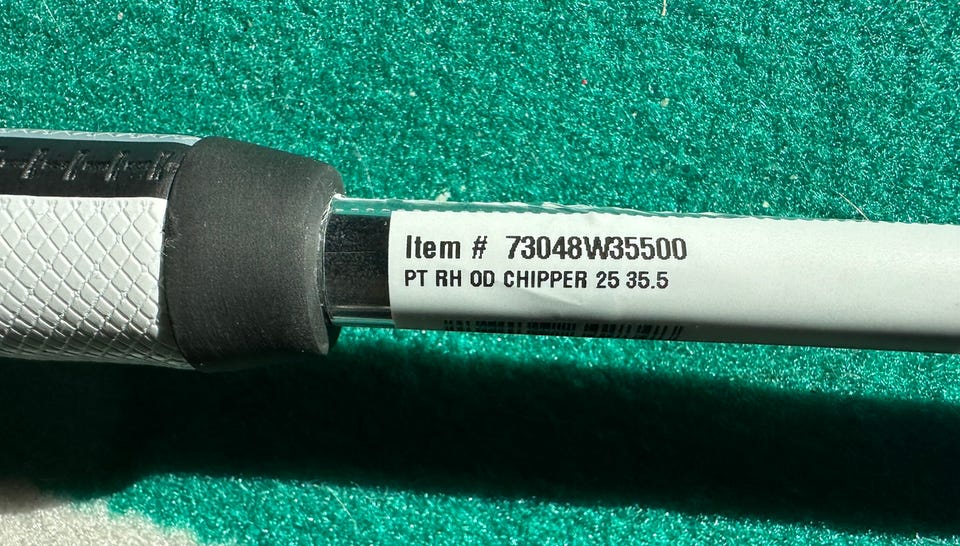 Item # 73048W35500
PT RH OD CHIPPER 25 35.5